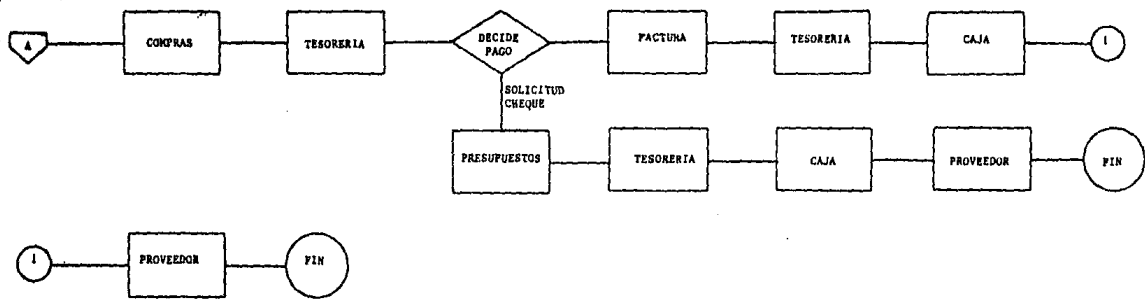 A
COMPRAS
TESORERIA
DECIDE
PAGO
FACTURA
TESORERIA
CAJA
1
SOLICITUD
CHEQUE
PRESUPUESTOS
TESORERIA
CAJA
PROVEEDOR
FIN
1
PROVEEDOR
FIN